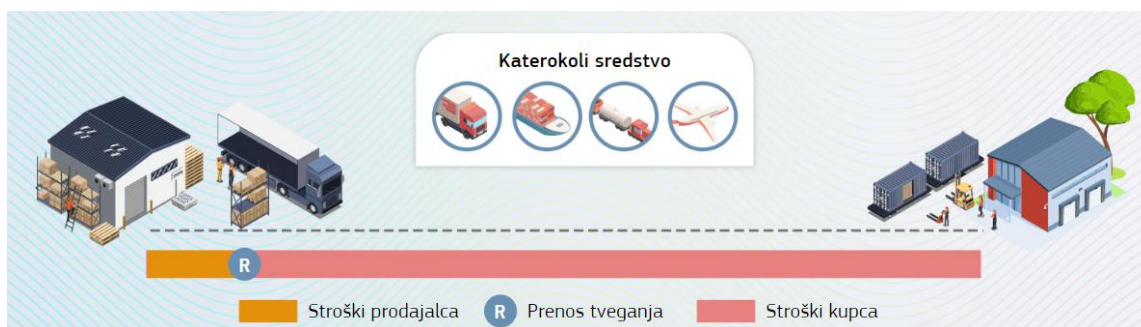 Katerokoli sredstvo
R
Stroški prodajalca
R
Prenos tveganja
Stroški kupca